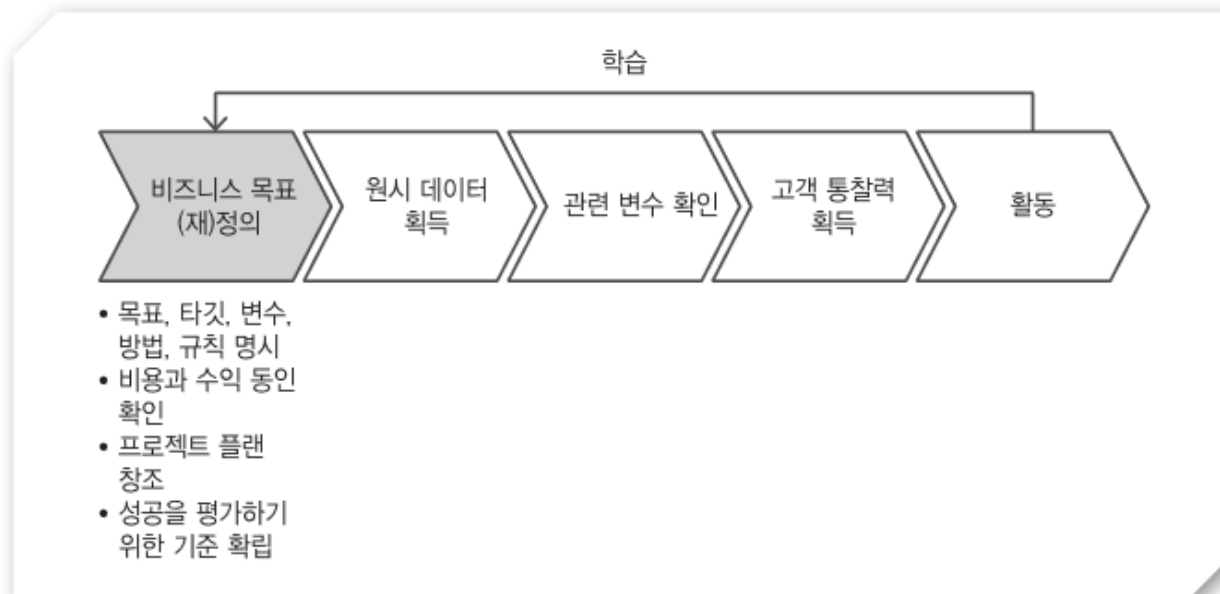 학습
비즈니스 목표
(재)정의
원시 데이터
획득
관련 변수 확인
고객 통찰력
획득
활동
• 목표, 타깃, 변수,
방법, 규칙 명시
• 비용과 수익 동인
확인
• 프로젝트 플랜
창조
• 성공을 평가하기
위한 기준 확립